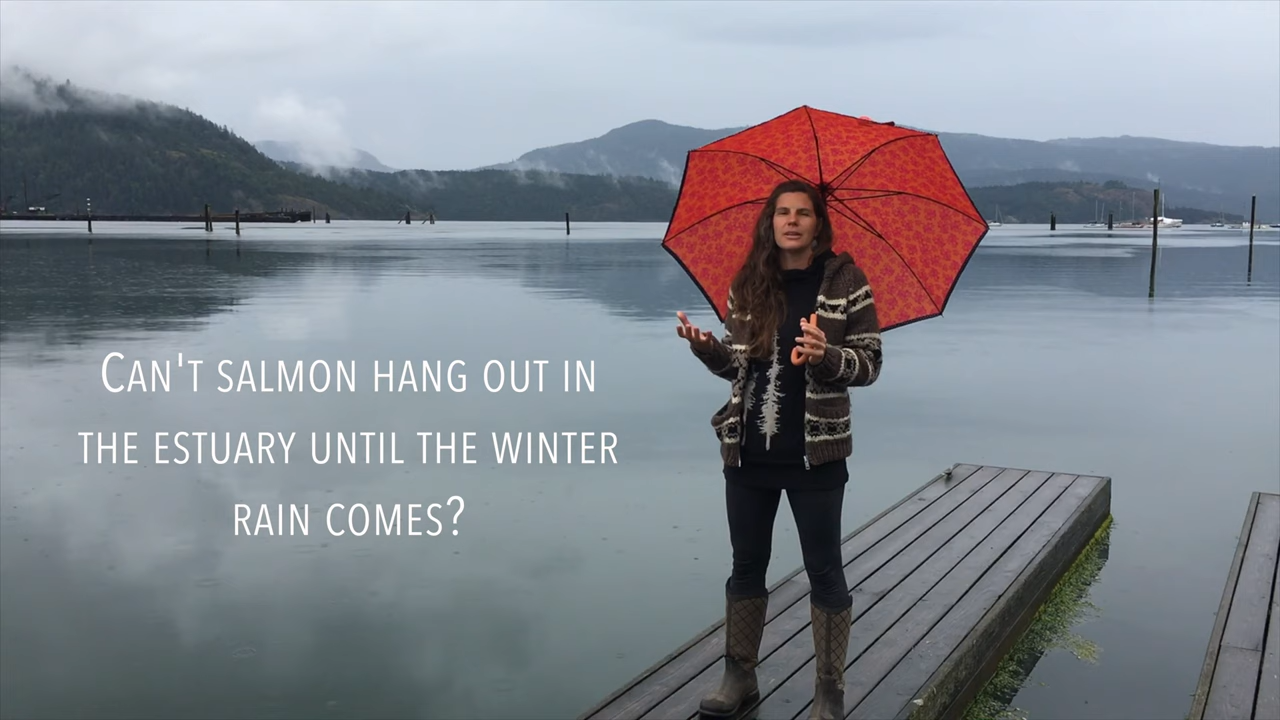 Can't salmon hang out in
the estuary until the winter
rain comes?